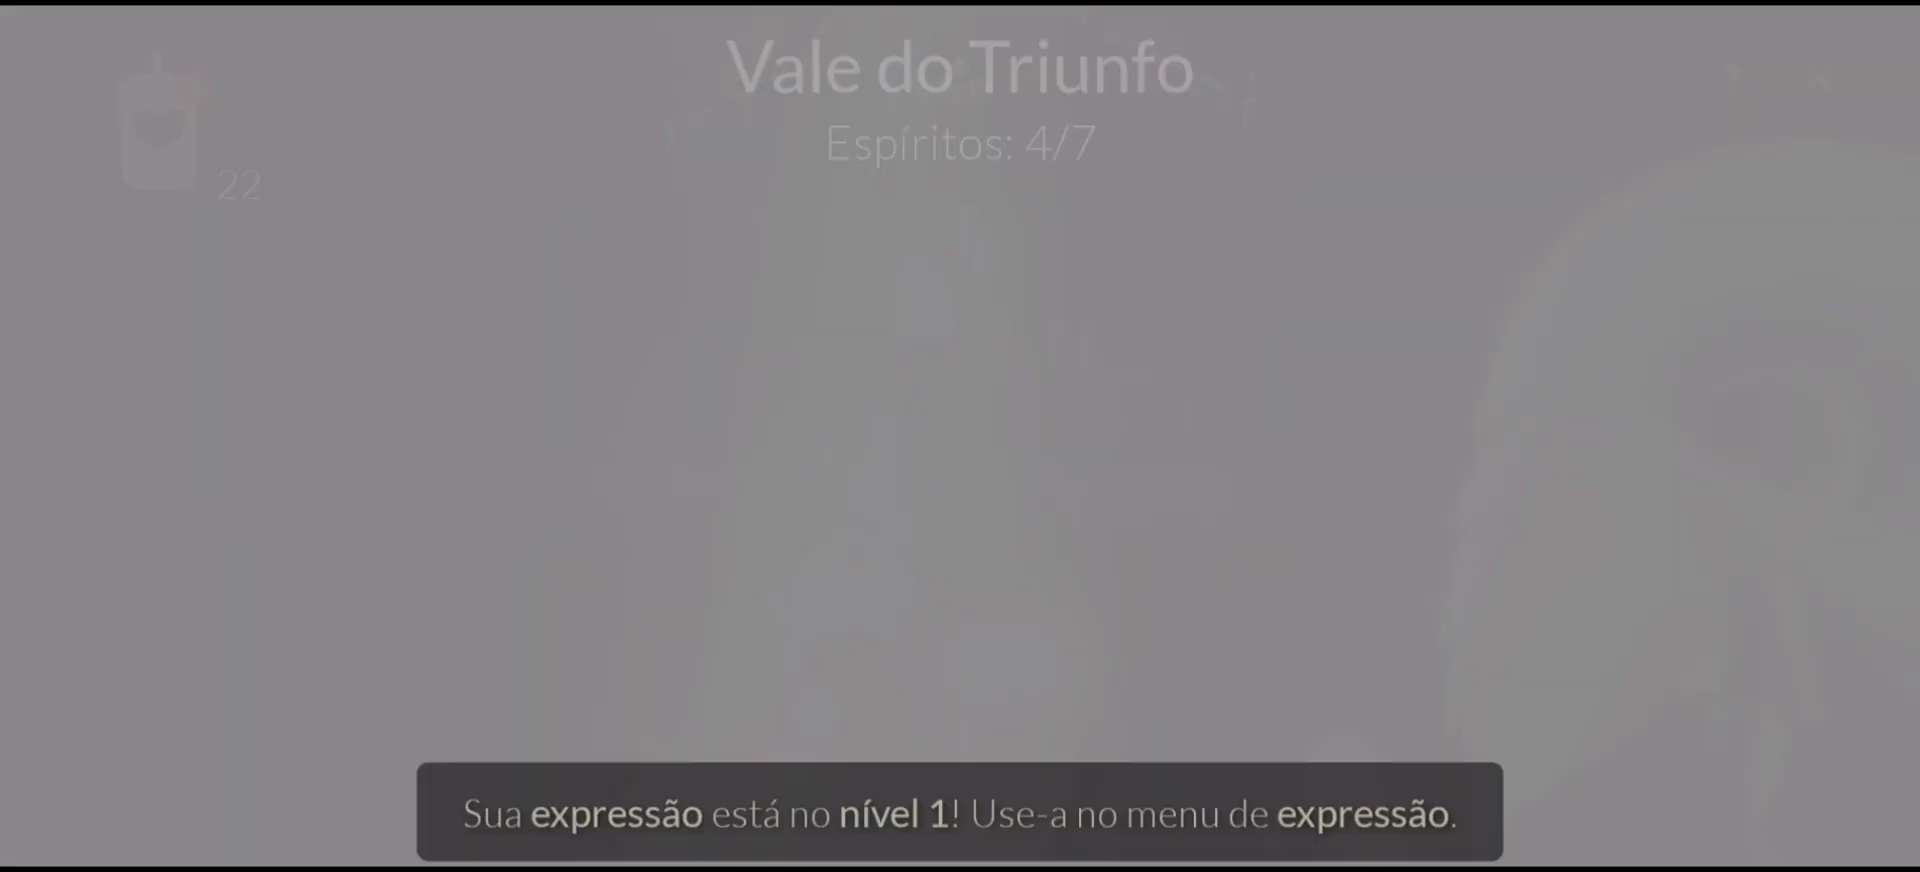 Vale do Triunfo
Espíritos: 4/7
22
Sua expressão está no nível 1! Use-a no menu de expressão.